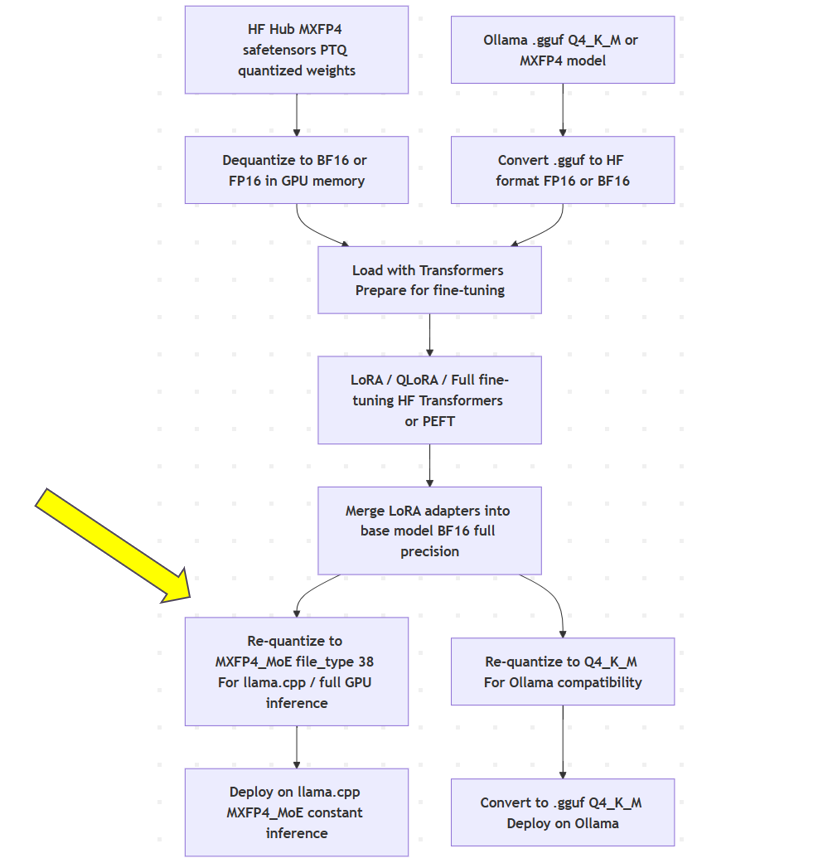 HF Hub MXFP4
safetensors PTQ
quantized weights
Ollama .gguf Q4_K_M or
MXFP4 model
Dequantize to BF16 or
FP16 in GPU memory
Convert .gguf to HF
format FP16 or BF16
Load with Transformers
Prepare for fine-tuning
LoRA / QLoRA / Full fine-
tuning HF Transformers
or PEFT
Merge LoRA adapters into
base model BF16 full
precision
Re-quantize to
MXFP4_MoE file_type 38
For llama.cpp / full GPU
inference
Re-quantize to Q4_K_M
For Ollama compatibility
Deploy on llama.cpp
MXFP4_MoE constant
inference
Convert to .gguf Q4_K_M
Deploy on Ollama